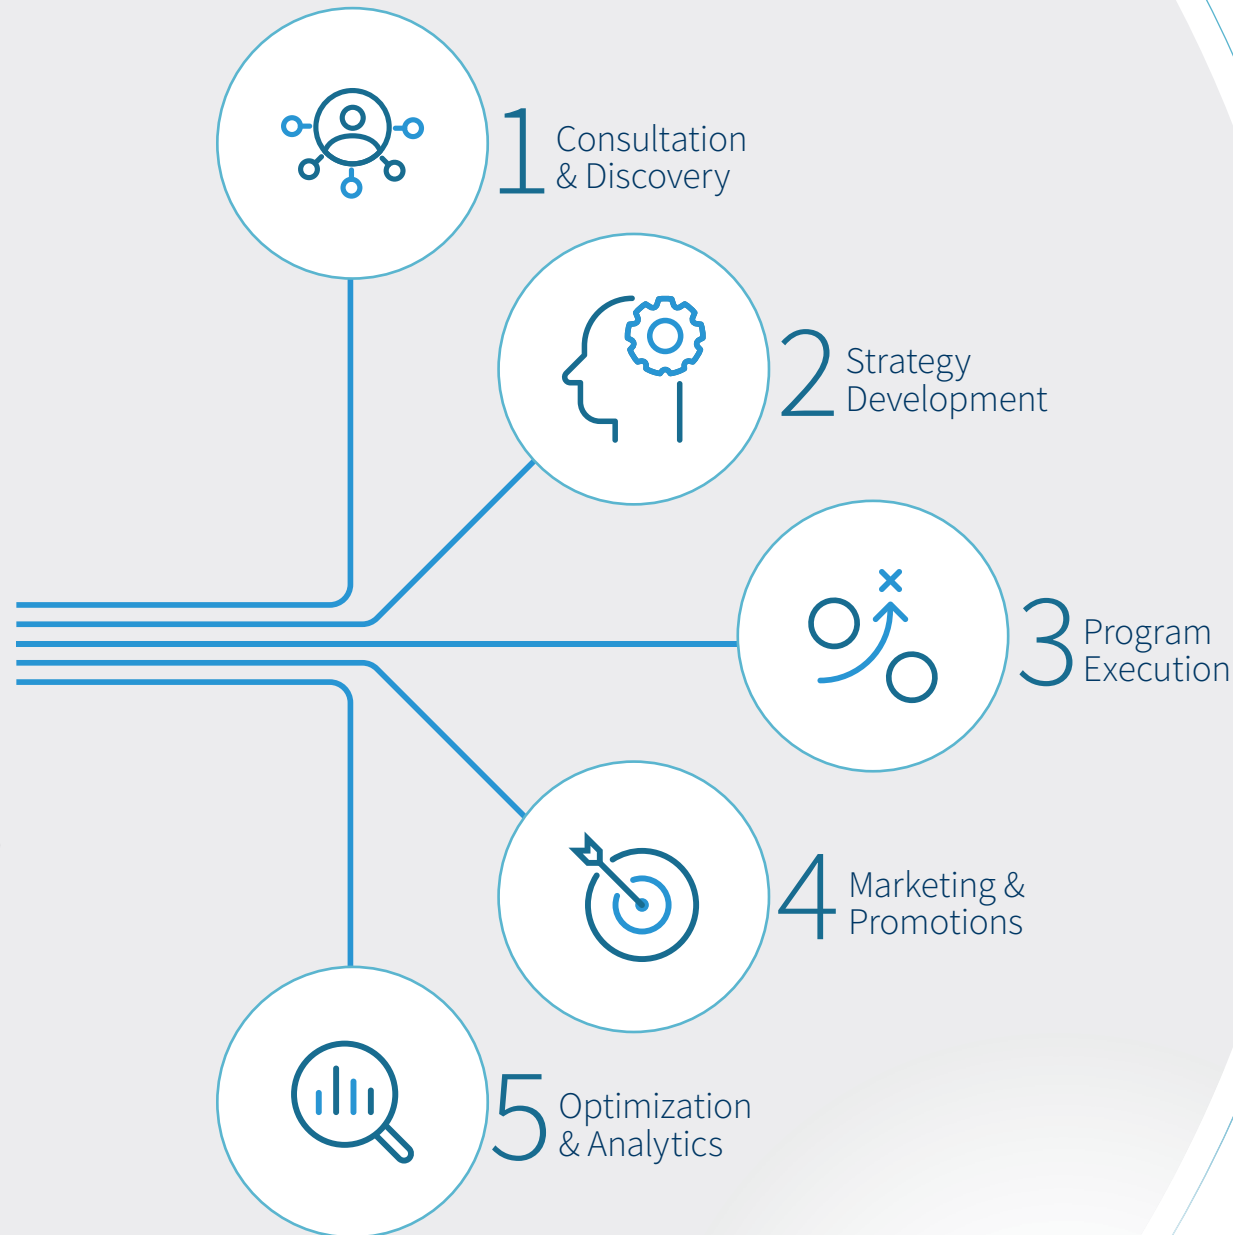 1 Consultation
& Discovery
2 Strategy
Development
3 Program
Execution
4 Marketing &
Promotions
5 Optimization
& Analytics